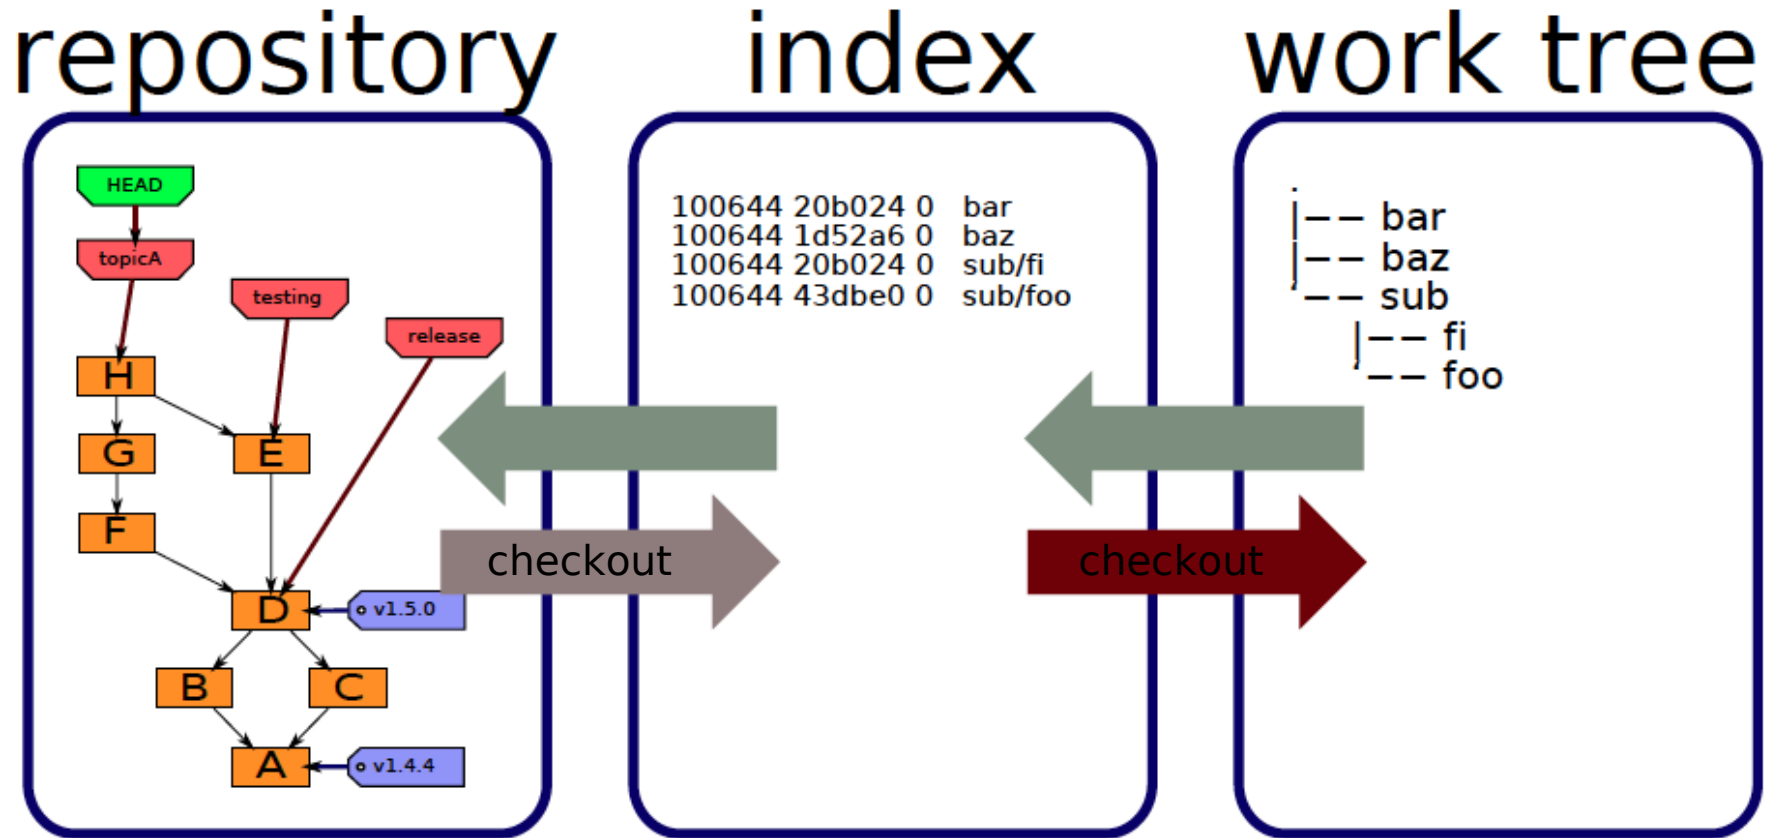 repository
index
work tree
HEAD
topicA
testing
release
H
G
E
F
D
v1.5.0
B
C
A
v1.4.4
100644 20b024 0 bar
100644 1d52a6 0 baz
100644 20b024 0 sub/fi
100644 43dbe0 0 sub/foo
.
|-- bar
|-- baz
'-- sub
|-- fi
'-- foo
checkout
checkout